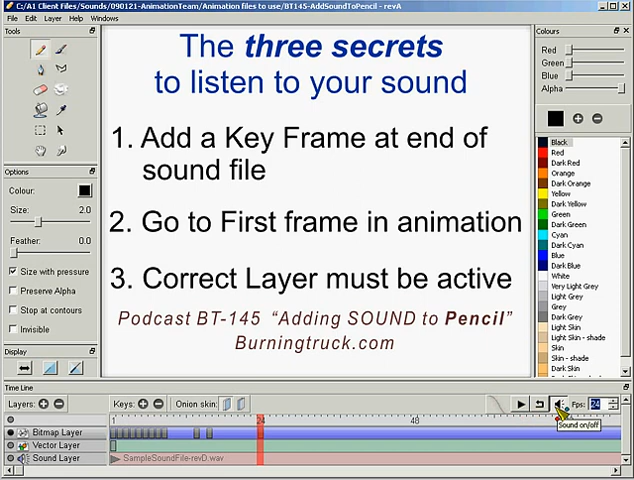 C:/A1 Client Files/Sounds/090121-AnimationTeam/Animation files to use/BT145-AddSoundToPencil - revA
File Edit Layer Help Windows
Tools
Options
Colour:
Size: 2.0
Feather: 0.0
Size with pressure
Preserve Alpha
Stop at contours
Invisible
Display
The three secrets
to listen to your sound
1. Add a Key Frame at end of
sound file
2. Go to First frame in animation
3. Correct Layer must be active
Podcast BT-145 “Adding SOUND to Pencil”
Burningtruck.com
Colours
Red
Green
Blue
Alpha
Black
Red
Dark Red
Orange
Dark Orange
Yellow
Dark Yellow
Green
Dark Green
Cyan
Dark Cyan
Blue
Dark Blue
White
Very Light Grey
Light Grey
Grey
Dark Grey
Light Skin
Light Skin - shade
Skin
Skin - shade
Dark Skin
Time Line
Layers: Keys: Onion skin: Fps: 24
1 24 48
Sound on/off
Bitmap Layer
Vector Layer
Sound Layer SampleSoundFile-revD.wav